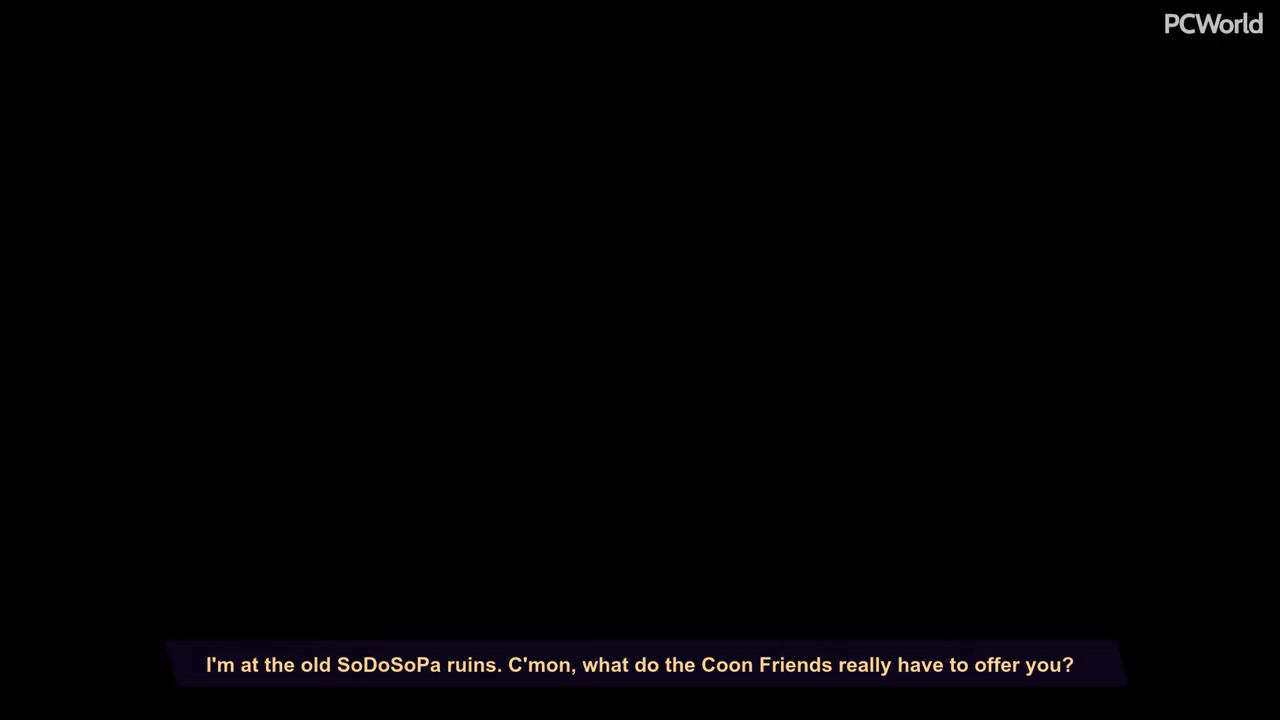 PCWorld
I'm at the old SoDoSoPa ruins. C'mon, what do the Coon Friends really have to offer you?